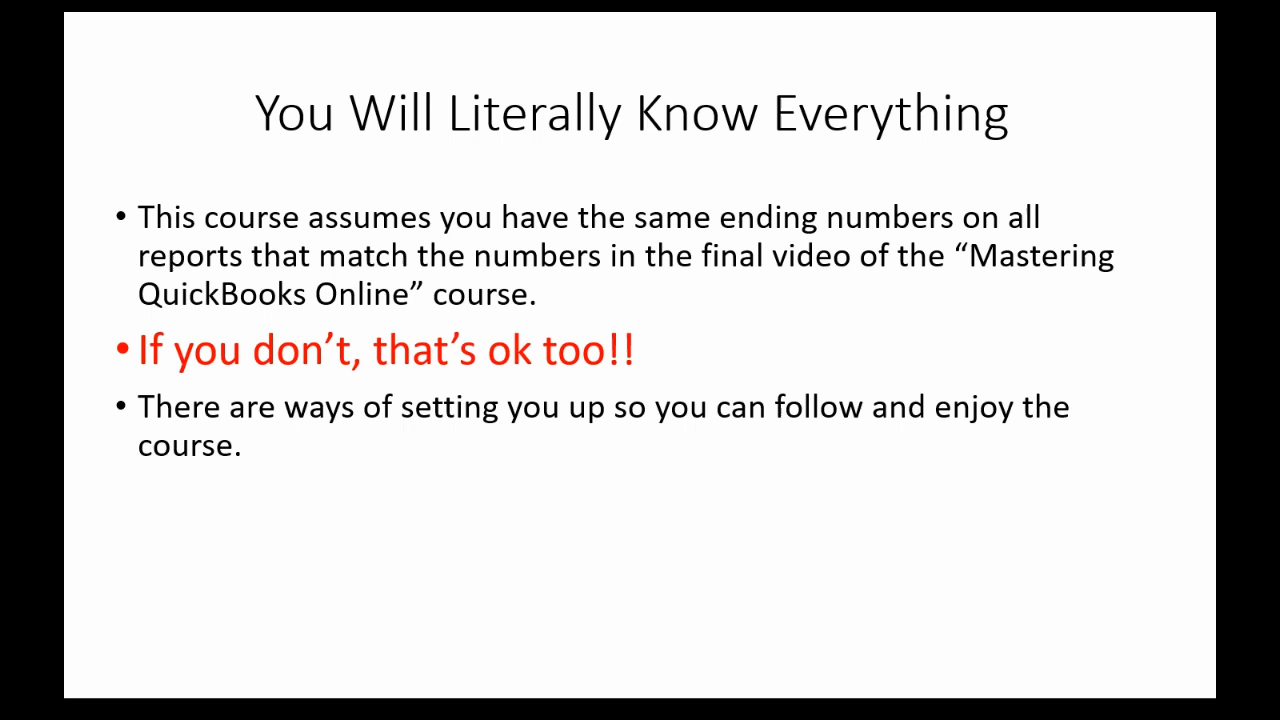 You Will Literally Know Everything
• This course assumes you have the same ending numbers on all
reports that match the numbers in the final video of the “Mastering
QuickBooks Online” course.
• If you don’t, that’s ok too!!
• There are ways of setting you up so you can follow and enjoy the
course.